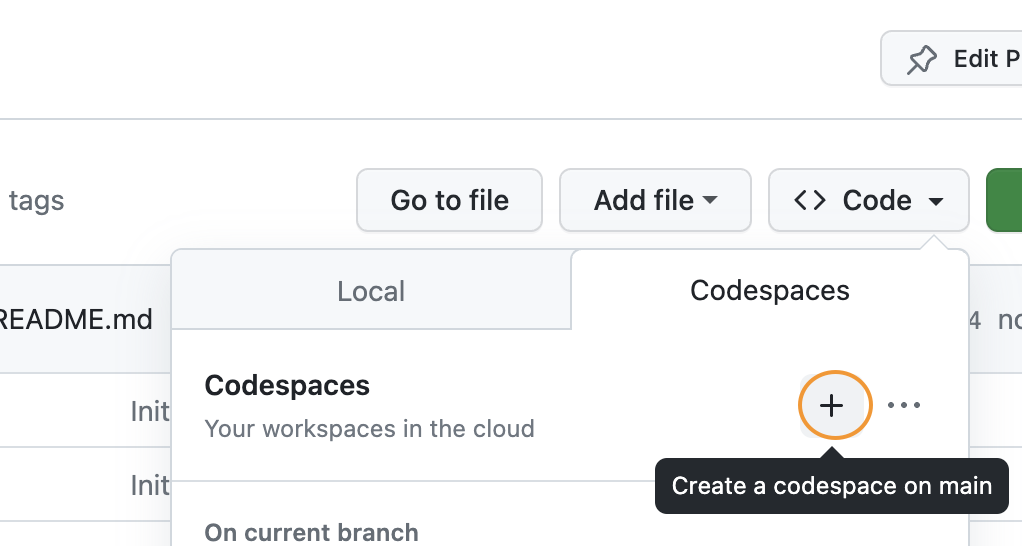 Edit P
tags
Go to file
Add file
<> Code
Local
Codespaces
README.md
4 no
Codespaces
Your workspaces in the cloud
Init
Init
Create a codespace on main
On current branch